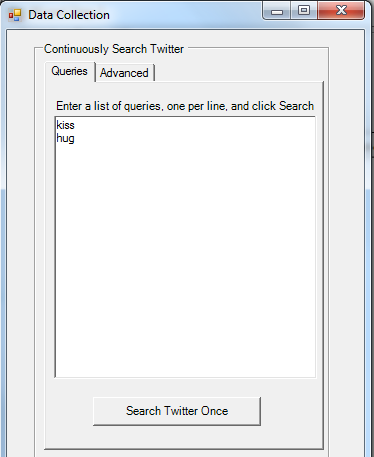 Data Collection
Continuously Search Twitter
Queries Advanced
Enter a list of queries, one per line, and click Search
kiss
hug
Search Twitter Once